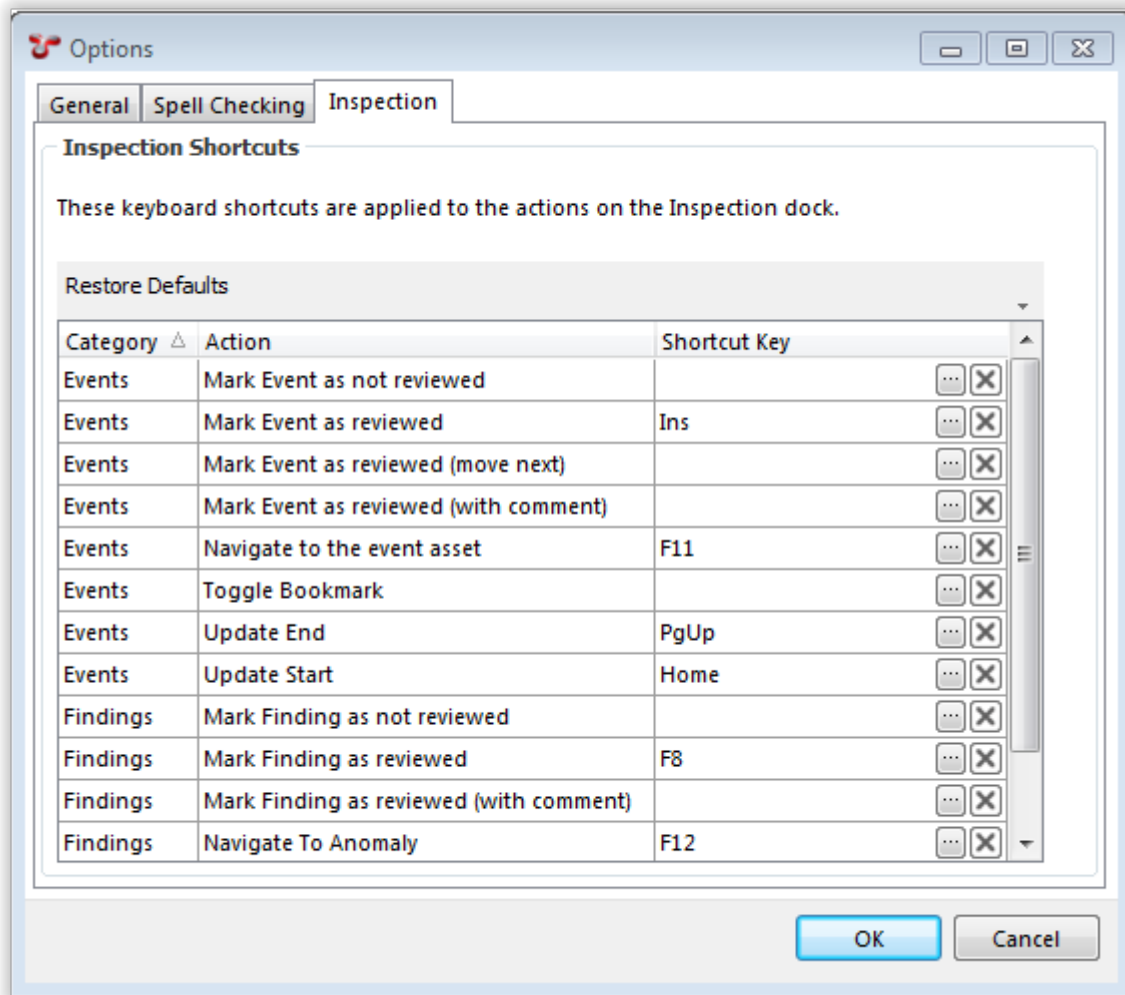 Options
General Spell Checking Inspection
Inspection Shortcuts
These keyboard shortcuts are applied to the actions on the Inspection dock.
Restore Defaults
Category Action Shortcut Key
Events Mark Event as not reviewed
Events Mark Event as reviewed Ins
Events Mark Event as reviewed (move next)
Events Mark Event as reviewed (with comment)
Events Navigate to the event asset F11
Events Toggle Bookmark
Events Update End PgUp
Events Update Start Home
Findings Mark Finding as not reviewed
Findings Mark Finding as reviewed F8
Findings Mark Finding as reviewed (with comment)
Findings Navigate To Anomaly F12
OK Cancel